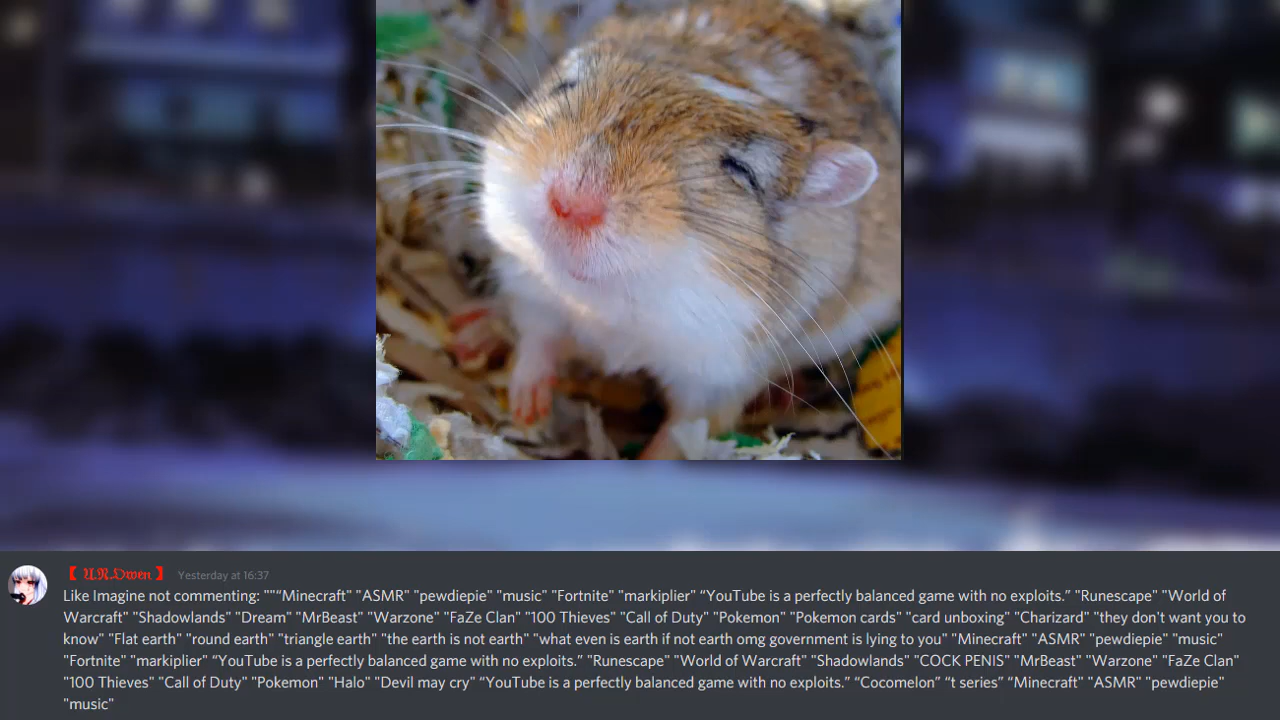 【 𝔘.𝔑.𝔒𝔴𝔢𝔫 】 Yesterday at 16:37
Like Imagine not commenting: """Minecraft" "ASMR" "pewdiepie" "music" "Fortnite" "markiplier" “YouTube is a perfectly balanced game with no exploits.” "Runescape" "World of
Warcraft" "Shadowlands" "Dream" "MrBeast" "Warzone" "FaZe Clan" "100 Thieves" "Call of Duty" "Pokemon" "Pokemon cards" "card unboxing" "Charizard" "they don't want you to
know" "Flat earth" "round earth" "triangle earth" "the earth is not earth" "what even is earth if not earth omg government is lying to you" "Minecraft" "ASMR" "pewdiepie" "music"
"Fortnite" "markiplier" “YouTube is a perfectly balanced game with no exploits.” "Runescape" "World of Warcraft" "Shadowlands" "COCK PENIS" "MrBeast" "Warzone" "FaZe Clan"
"100 Thieves" "Call of Duty" "Pokemon" "Halo" "Devil may cry" “YouTube is a perfectly balanced game with no exploits.” “Cocomelon” “t series” “Minecraft" "ASMR" "pewdiepie"
"music"